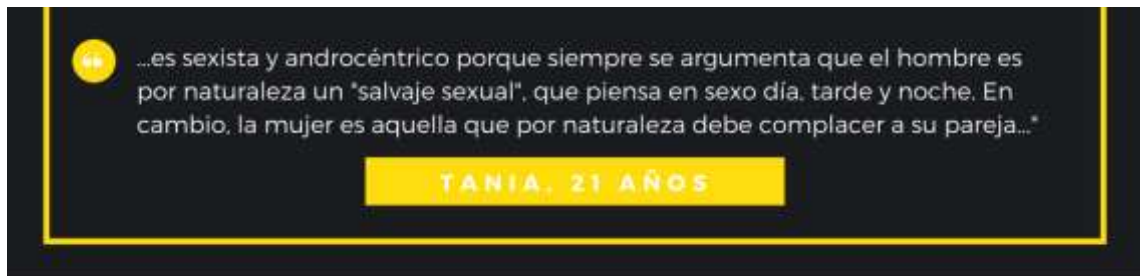 ...es sexista y androcéntrico porque siempre se argumenta que el hombre es
por naturaleza un "salvaje sexual", que piensa en sexo día, tarde y noche. En
cambio, la mujer es aquella que por naturaleza debe complacer a su pareja..."
TANIA, 21 AÑOS